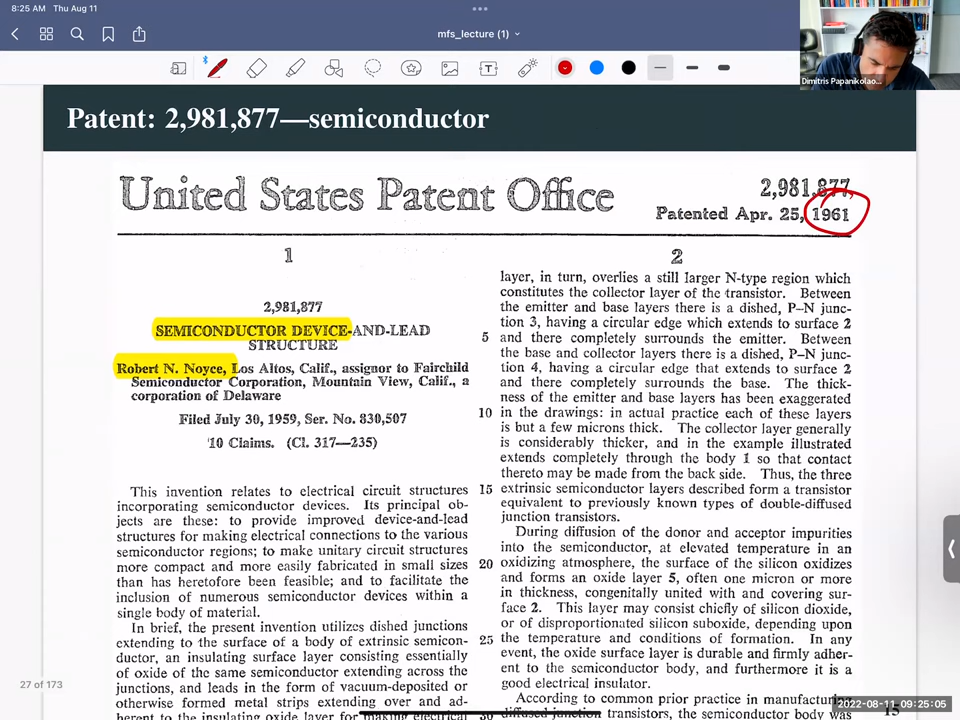 8:25 AM Thu Aug 11
mfs_lecture (1)
Dimitris Papanikolao...
Patent: 2,981,877—semiconductor
United States Patent Office
2,981,877
Patented Apr. 25, 1961
1
2,981,877
SEMICONDUCTOR DEVICE-AND-LEAD
STRUCTURE
Robert N. Noyce, Los Altos, Calif., assignor to Fairchild
Semiconductor Corporation, Mountain View, Calif., a
corporation of Delaware
Filed July 30, 1959, Ser. No. 830,507
10 Claims. (Cl. 317—235)
This invention relates to electrical circuit structures
incorporating semiconductor devices. Its principal ob-
jects are these: to provide improved device-and-lead
structures for making electrical connections to the various
semiconductor regions; to make unitary circuit structures
more compact and more easily fabricated in small sizes
than has heretofore been feasible; and to facilitate the
inclusion of numerous semiconductor devices within a
single body of material.
In brief, the present invention utilizes dished junctions
extending to the surface of a body of extrinsic semicon-
ductor, an insulating surface layer consisting essentially
of oxide of the same semiconductor extending across the
junctions, and leads in the form of vacuum-deposited or
otherwise formed metal strips extending over and ad-
herent to the insulating oxide layer for making electrical
2
layer, in turn, overlies a still larger N-type region which
constitutes the collector layer of the transistor. Between
the emitter and base layers there is a dished, P-N junc-
tion 3, having a circular edge which extends to surface 2
5 and there completely surrounds the emitter. Between
the base and collector layers there is a dished, P-N junc-
tion 4, having a circular edge that extends to surface 2
and there completely surrounds the base. The thick-
ness of the emitter and base layers has been exaggerated
10 in the drawings: in actual practice each of these layers
is but a few microns thick. The collector layer generally
is considerably thicker, and in the example illustrated
extends completely through the body 1 so that contact
thereto may be made from the back side. Thus, the three
15 extrinsic semiconductor layers described form a transistor
equivalent to previously known types of double-diffused
junction transistors.
During diffusion of the donor and acceptor impurities
into the semiconductor, at elevated temperature in an
20 oxidizing atmosphere, the surface of the silicon oxidizes
and forms an oxide layer 5, often one micron or more
in thickness, congenitally united with and covering sur-
face 2. This layer may consist chiefly of silicon dioxide,
or of disproportionated silicon suboxide, depending upon
25 the temperature and conditions of formation. In any
event, the oxide surface layer is durable and firmly adher-
ent to the semiconductor body, and furthermore it is a
good electrical insulator.
According to common prior practice in manufacturing
30 diffused junction transistors, the semiconductor body was
27 of 173
2022-08-11 09:25:05
15